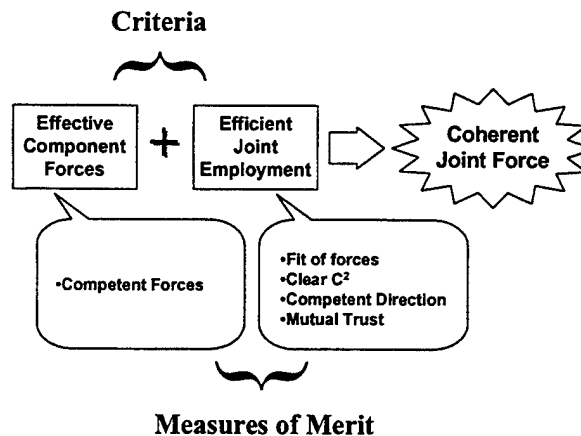 Criteria
Effective
Component
Forces
+
Efficient
Joint
Employment
Coherent
Joint Force
•Competent Forces
•Fit of forces
•Clear C²
•Competent Direction
•Mutual Trust
Measures of Merit